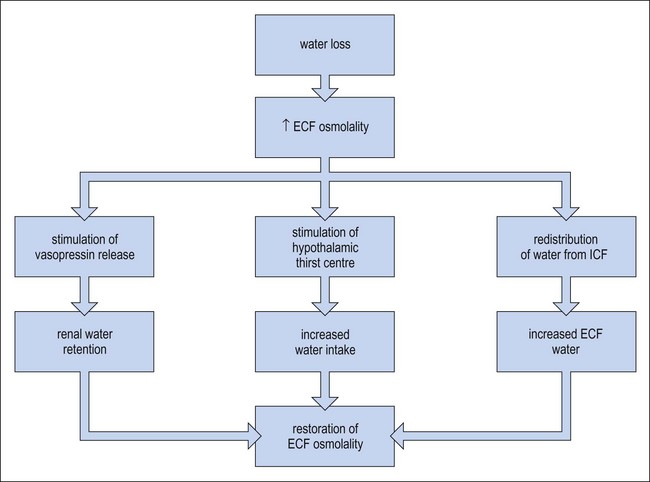 water loss
↑ ECF osmolality
stimulation of
vasopressin release
stimulation of
hypothalamic
thirst centre
redistribution
of water from ICF
renal water
retention
increased
water intake
increased ECF
water
restoration of
ECF osmolality